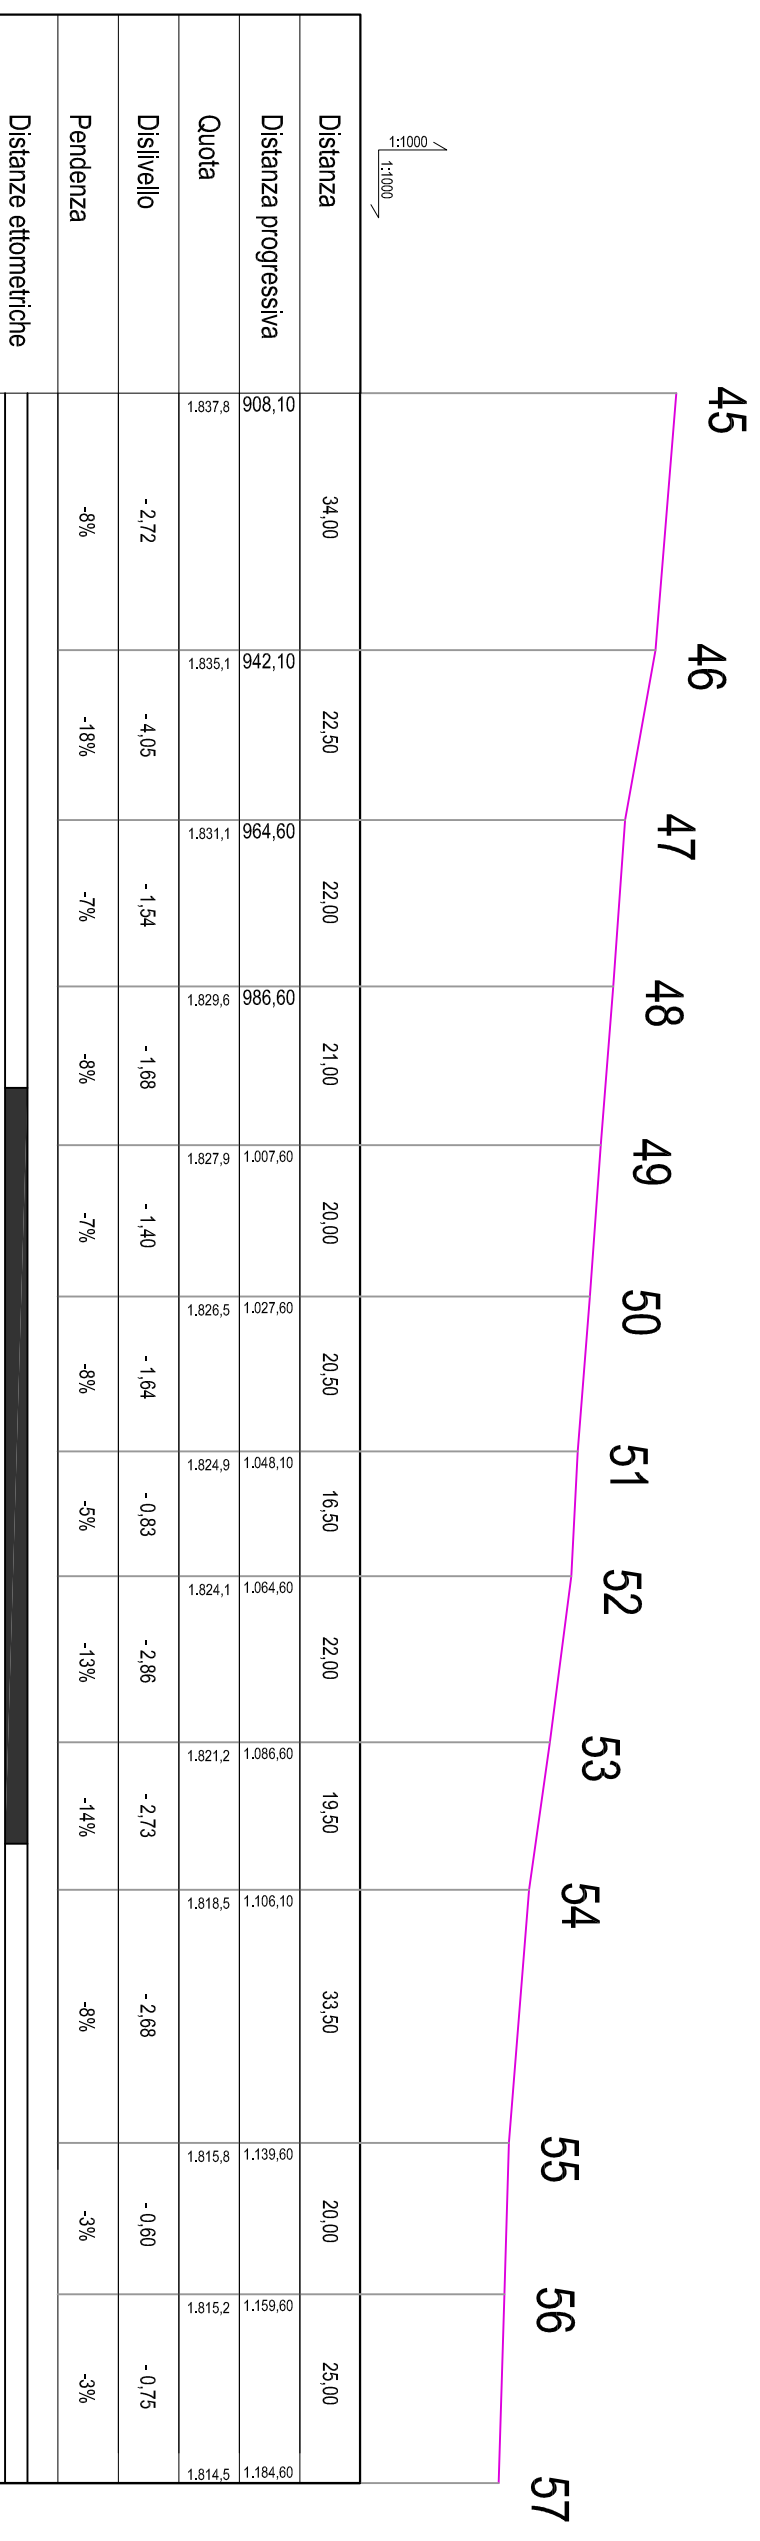 45 46 47 48 49 50 51 52 53 54 55 56 57
1:1000
1:1000
Distanza 34,00 22,50 22,00 21,00 20,00 20,50 16,50 22,00 19,50 33,50 20,00 25,00
Distanza progressiva 908,10 942,10 964,60 986,60 1.007,60 1.027,60 1.048,10 1.064,60 1.086,60 1.106,10 1.139,60 1.159,60 1.184,60
Quota 1.837,8 1.835,1 1.831,1 1.829,6 1.827,9 1.826,5 1.824,9 1.824,1 1.821,2 1.818,5 1.815,8 1.815,2 1.814,5
Dislivello - 2,72 - 4,05 - 1,54 - 1,68 - 1,40 - 1,64 - 0,83 - 2,86 - 2,73 - 2,68 - 0,60 - 0,75
Pendenza -8% -18% -7% -8% -7% -8% -5% -13% -14% -8% -3% -3%
Distanze ettometriche